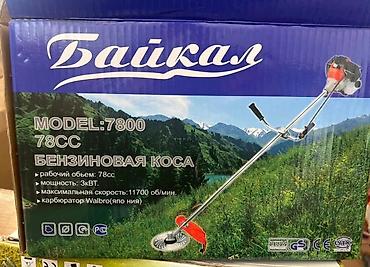 Байкал
MODEL:7800
78CC
БЕНЗИНОВАЯ КОСА
• рабочий объем: 78cc
• мощность: 3кВТ.
• максимальная скорость:11700 об/мин.
• карбюратор Walbro(япо ния)
GS